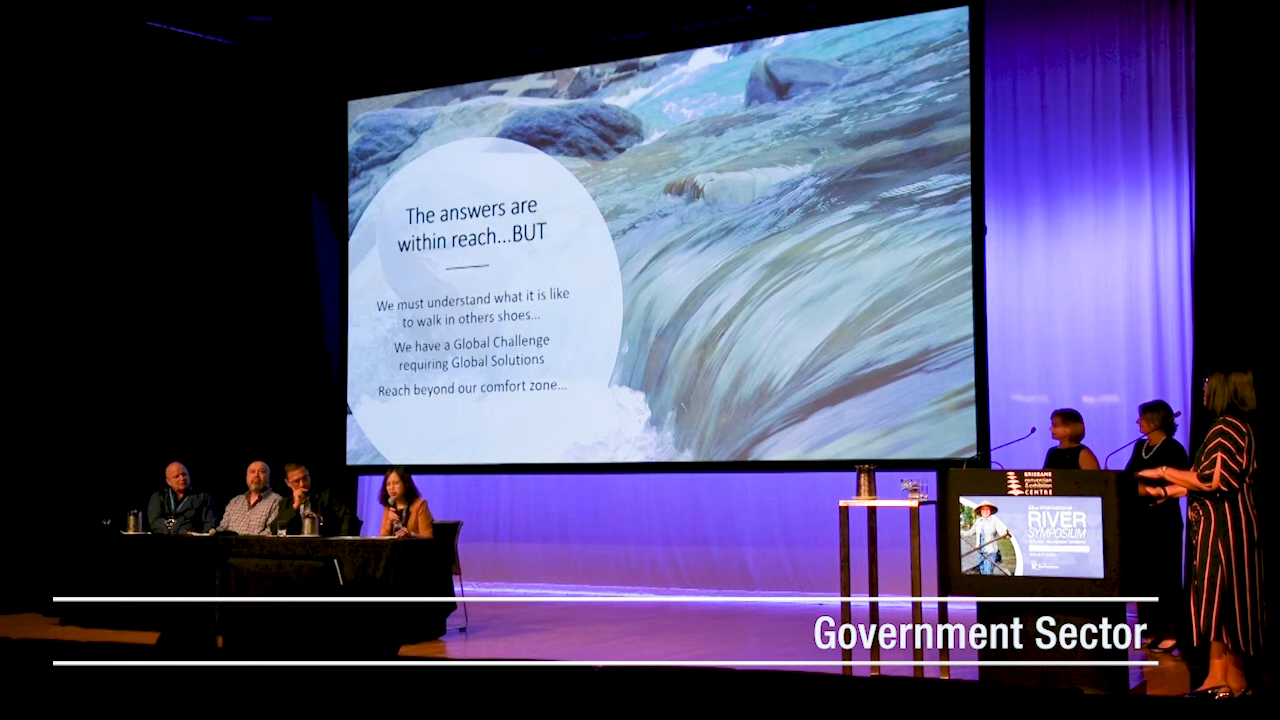 The answers are
within reach...BUT
We must understand what it is like
to walk in others shoes...
We have a Global Challenge
requiring Global Solutions
Reach beyond our comfort zone...
BRISBANE
convention
& exhibition
CENTRE
RIVER
SYMPOSIUM
Government Sector